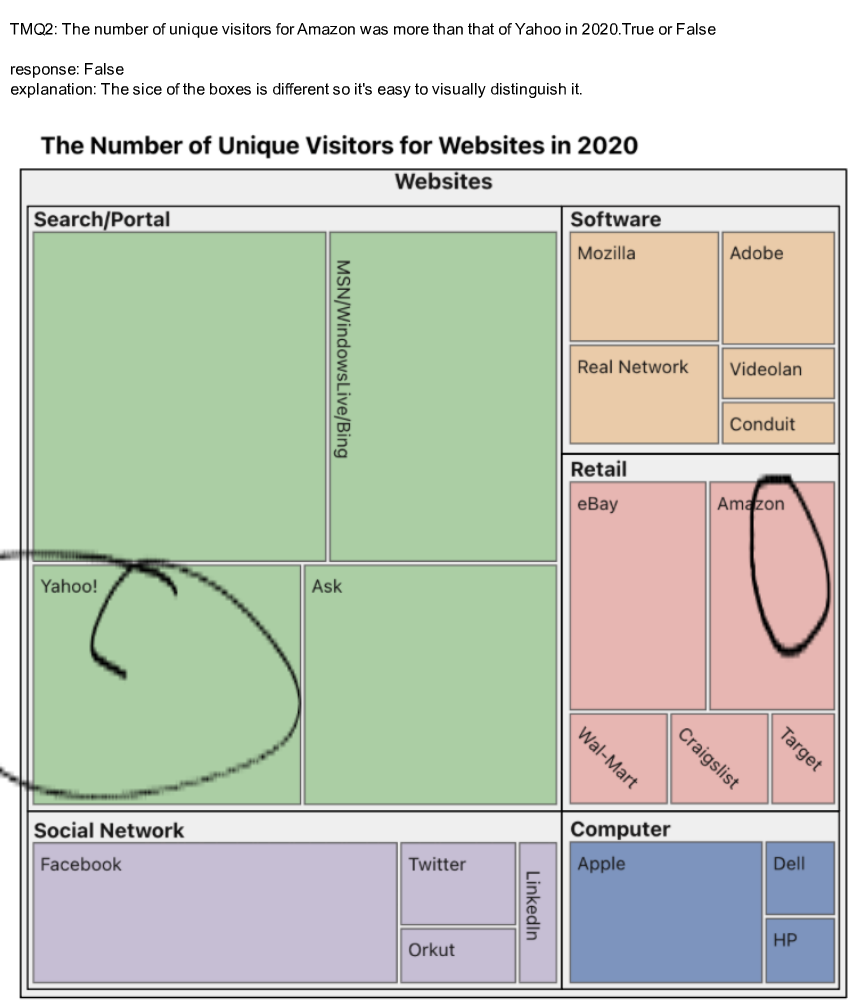 TMQ2: The number of unique visitors for Amazon was more than that of Yahoo in 2020.True or False
response: False
explanation: The sice of the boxes is different so it's easy to visually distinguish it.
The Number of Unique Visitors for Websites in 2020
Websites
Search/Portal
MSN/WindowsLive/Bing
Yahoo!
Ask
Software
Mozilla
Adobe
Real Network
Videolan
Conduit
Retail
eBay
Amazon
Wal-Mart
Craigslist
Target
Social Network
Facebook
Twitter
LinkedIn
Orkut
Computer
Apple
Dell
HP